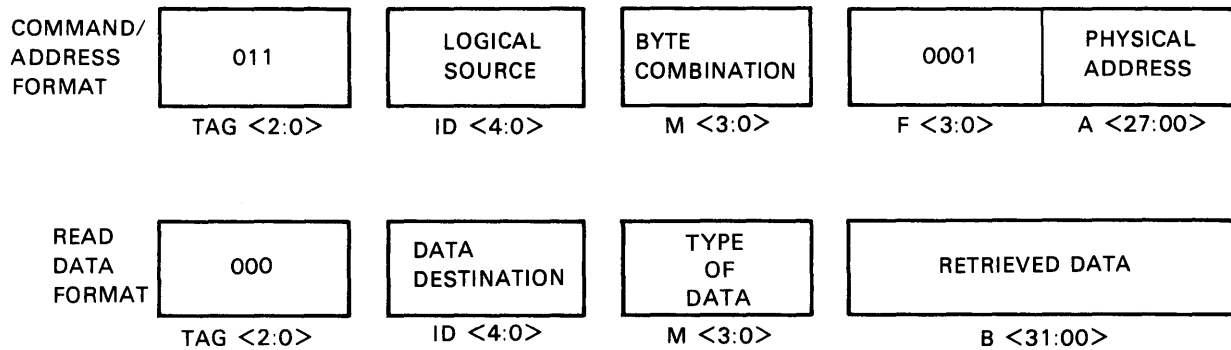 COMMAND/
ADDRESS
FORMAT
011
LOGICAL
SOURCE
BYTE
COMBINATION
0001
PHYSICAL
ADDRESS
TAG <2:0>
ID <4:0>
M <3:0>
F <3:0>
A <27:00>
READ
DATA
FORMAT
000
DATA
DESTINATION
TYPE
OF
DATA
RETRIEVED DATA
TAG <2:0>
ID <4:0>
M <3:0>
B <31:00>